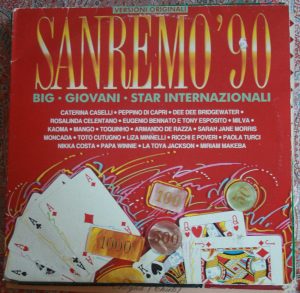 VERSIONI ORIGINALI
SANREMO '90
BIG • GIOVANI • STAR INTERNAZIONALI
CATERINA CASELLI • PEPPINO DI CAPRI • DEE DEE BRIDGEWATER •
ROSALINDA CELENTANO • EUGENIO BENNATO E TONY ESPOSITO • MILVA •
KAOMA • MANGO • TOQUINHO • ARMANDO DE RAZZA • SARAH JANE MORRIS
MONCADA • TOTO CUTUGNO • LIZA MINNELLI • RICCHI E POVERI • PAOLA TURCI
NIKKA COSTA • PAPA WINNIE • LA TOYA JACKSON • MIRIAM MAKEBA
100
1000
500
A
A
A
A
K
Q